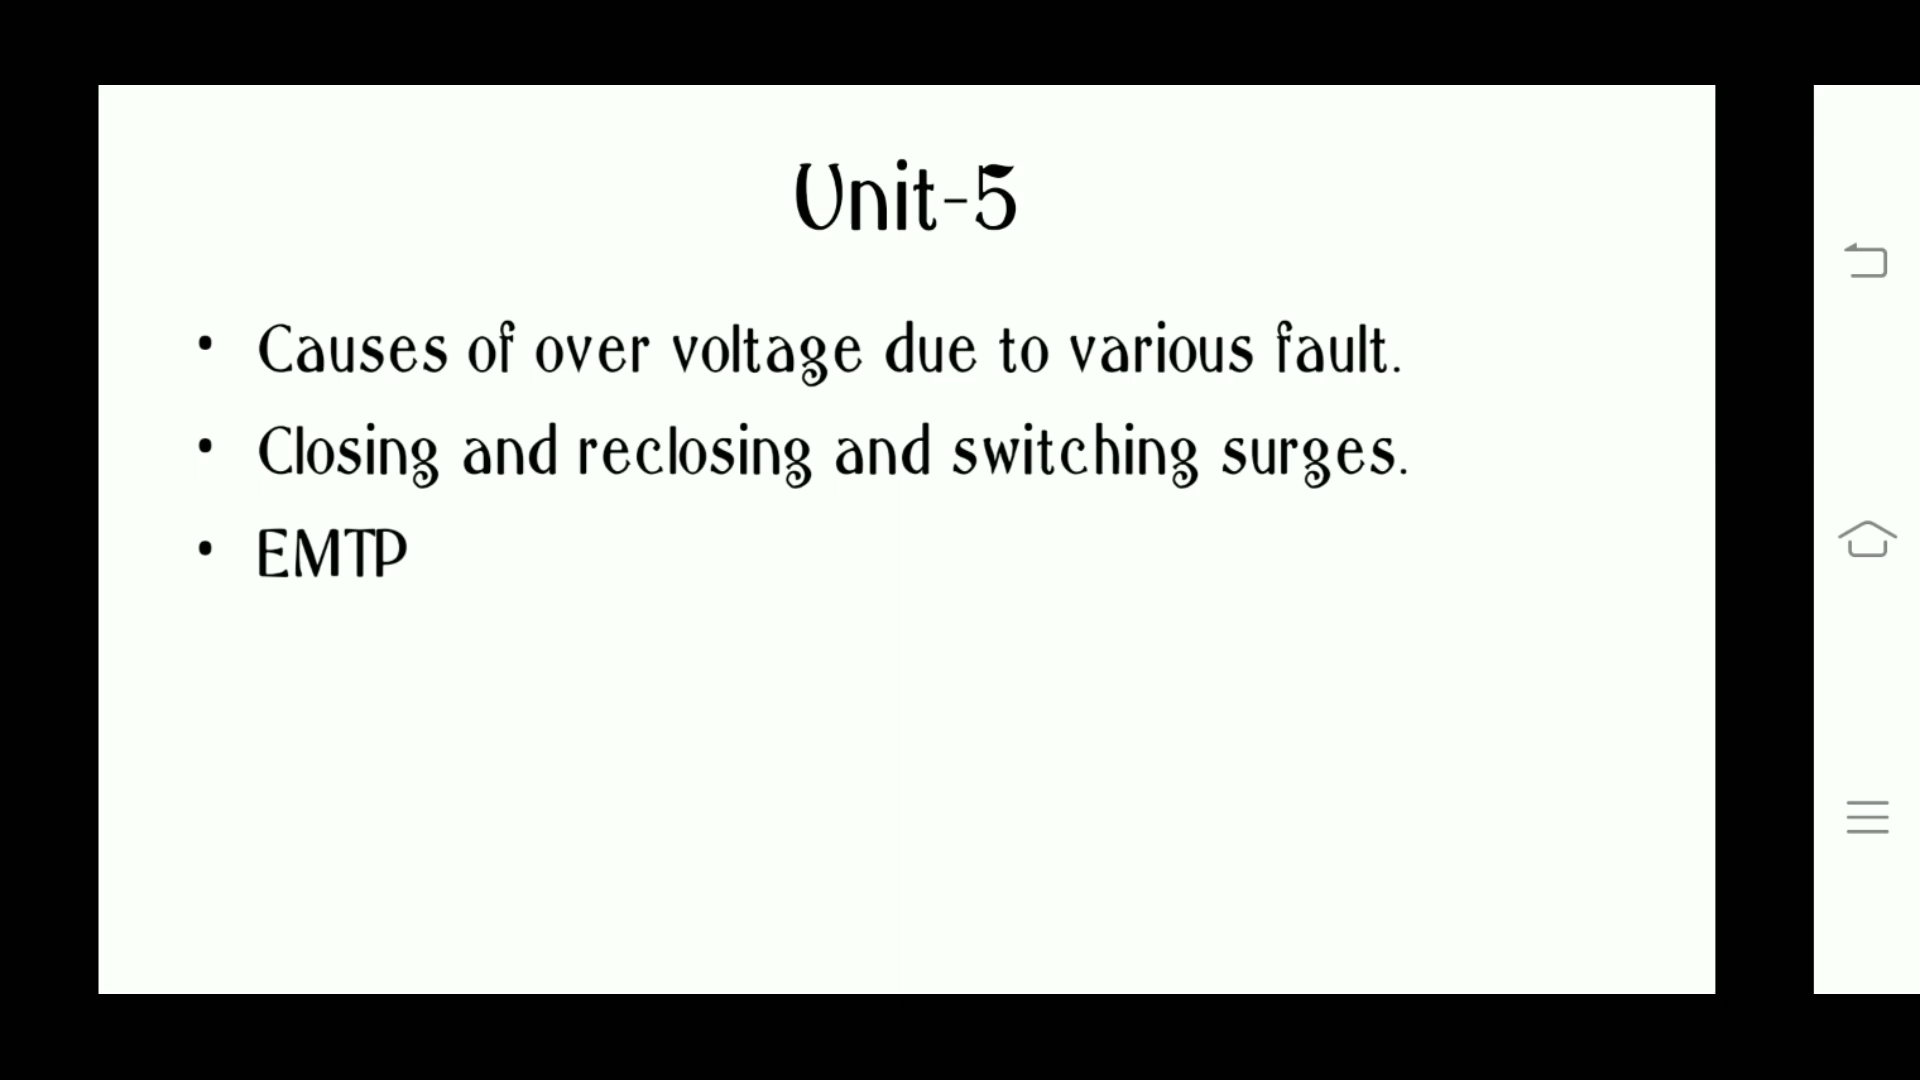 Unit-5
• Causes of over voltage due to various fault.
• Closing and reclosing and switching surges.
• EMTP